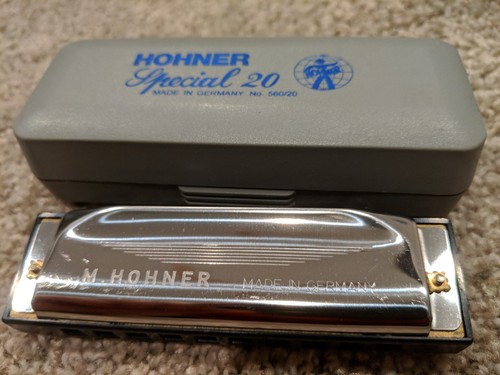 HOHNER
Special 20
MADE IN GERMANY No. 560/20
M. HOHNER MADE IN GERMANY